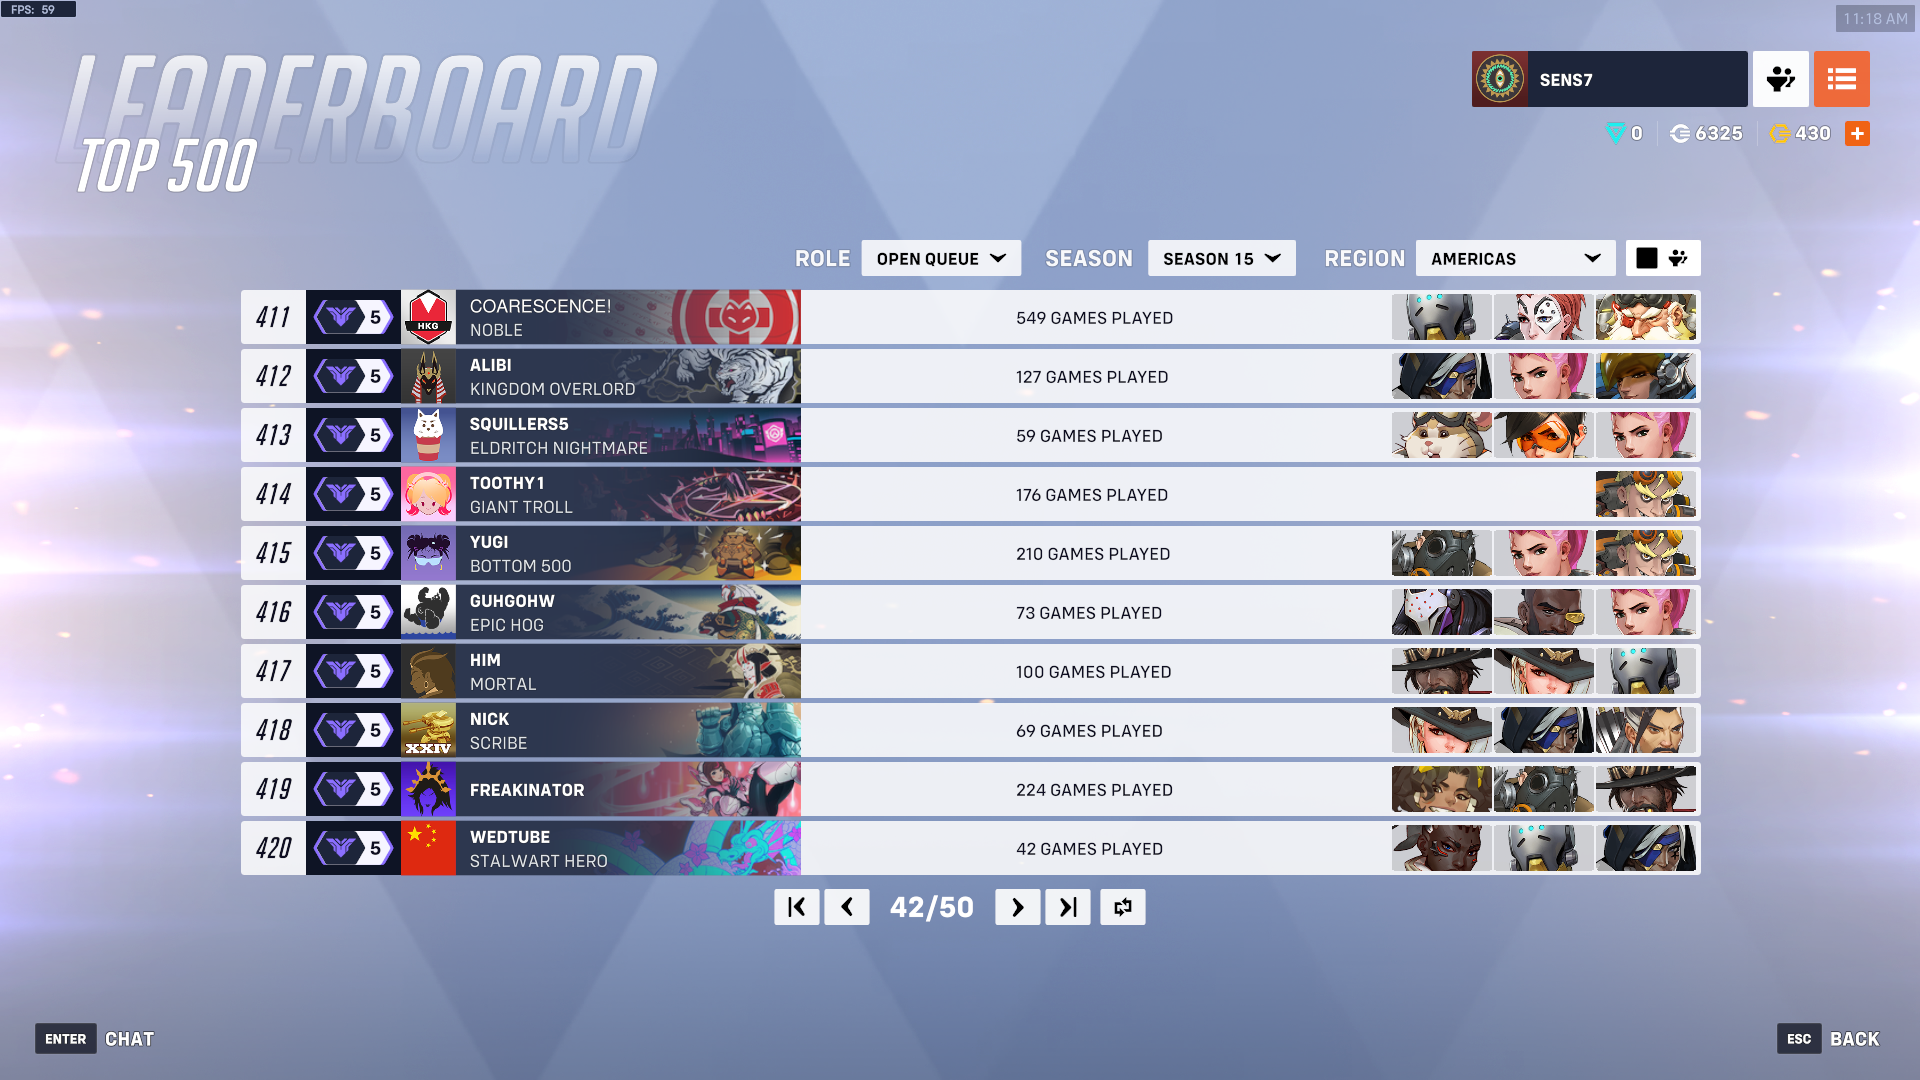 FPS: 59
11:18 AM
LEADERBOARD
TOP 500
SENS7
0 6325 430
ROLE OPEN QUEUE SEASON SEASON 15 REGION AMERICAS
411 5 HKG COARESCENCE! NOBLE 549 GAMES PLAYED
412 5 ALIBI KINGDOM OVERLORD 127 GAMES PLAYED
413 5 SQUILLERS5 ELDRITCH NIGHTMARE 59 GAMES PLAYED
414 5 TOOTHY1 GIANT TROLL 176 GAMES PLAYED
415 5 YUGI BOTTOM 500 210 GAMES PLAYED
416 5 GUHGOHW EPIC HOG 73 GAMES PLAYED
417 5 HIM MORTAL 100 GAMES PLAYED
418 5 XXIV NICK SCRIBE 69 GAMES PLAYED
419 5 FREAKINATOR 224 GAMES PLAYED
420 5 WEDTUBE STALWART HERO 42 GAMES PLAYED
42/50
ENTER CHAT
ESC BACK